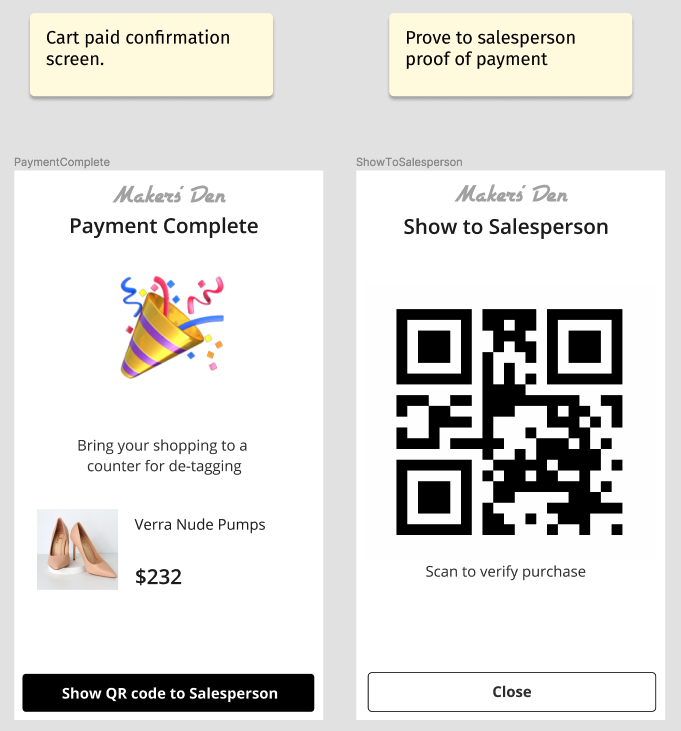 Cart paid confirmation
screen.
Prove to salesperson
proof of payment
PaymentComplete
Makers' Den
Payment Complete
Bring your shopping to a
counter for de-tagging
Verra Nude Pumps
$232
Show QR code to Salesperson
ShowToSalesperson
Makers' Den
Show to Salesperson
Scan to verify purchase
Close